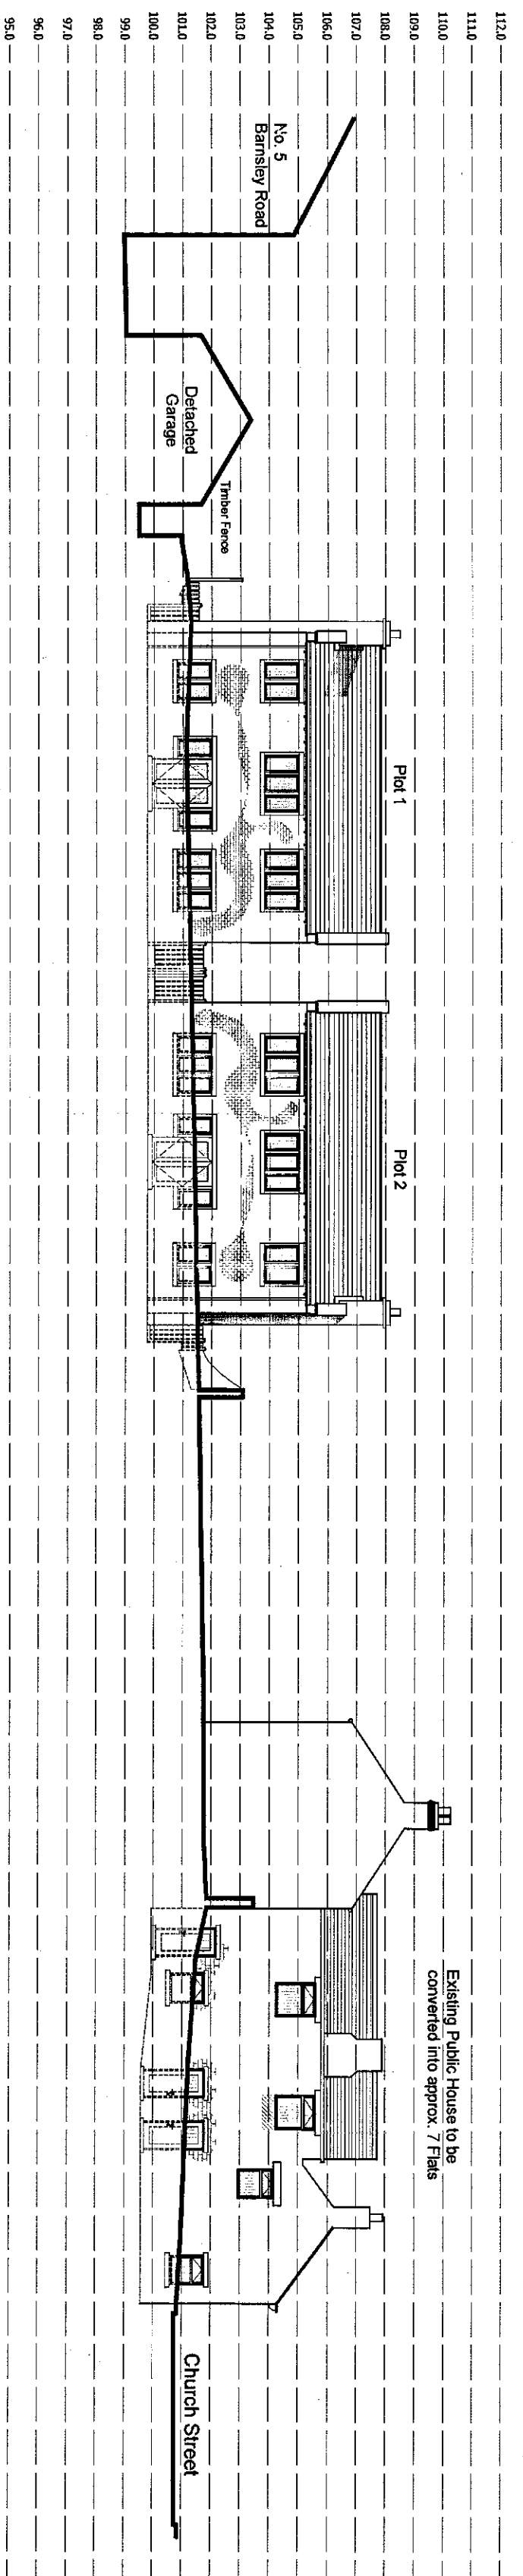 112.0
111.0
110.0
109.0
108.0
107.0
106.0
105.0
104.0
103.0
102.0
101.0
100.0
99.0
98.0
97.0
96.0
95.0
No. 5
Barnsley Road
Detached
Garage
Timber Fence
Plot 1
Plot 2
Existing Public House to be
converted into approx. 7 Flats
Church Street